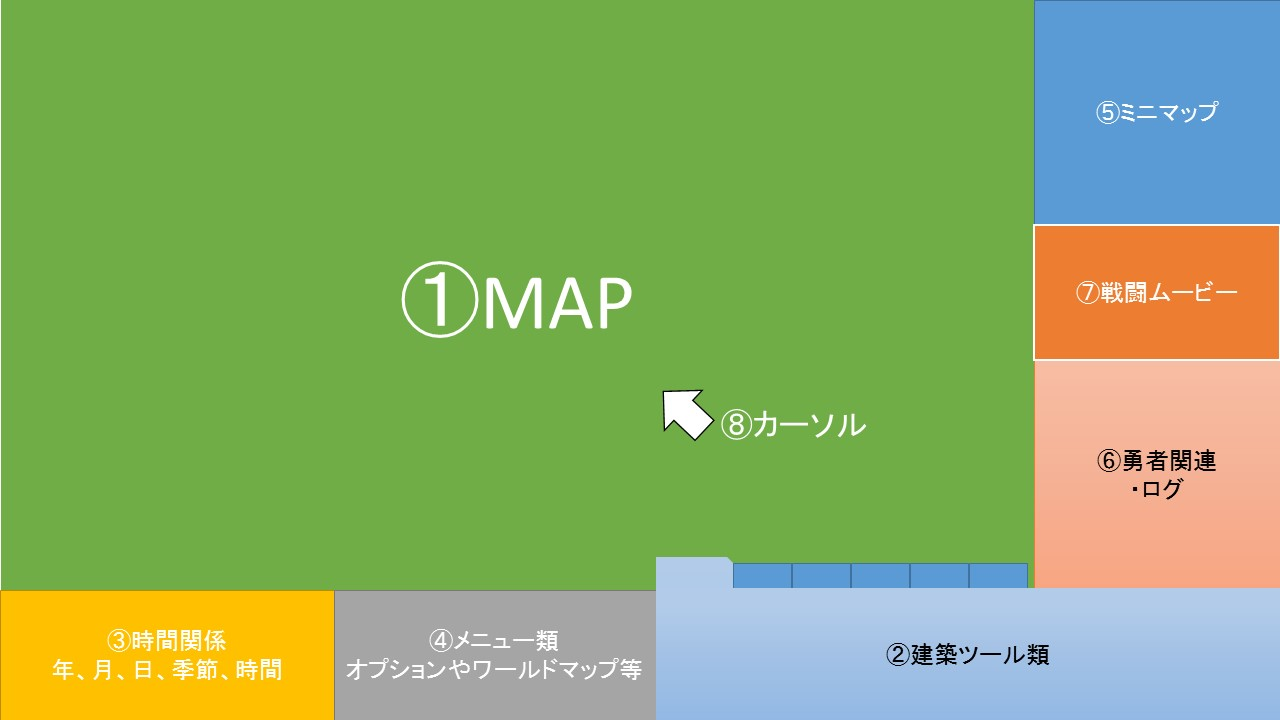 ①MAP
⑧カーソル
⑤ミニマップ
⑦戦闘ムービー
⑥勇者関連
・ログ
③時間関係
年、月、日、季節、時間
④メニュー類
オプションやワールドマップ等
②建築ツール類